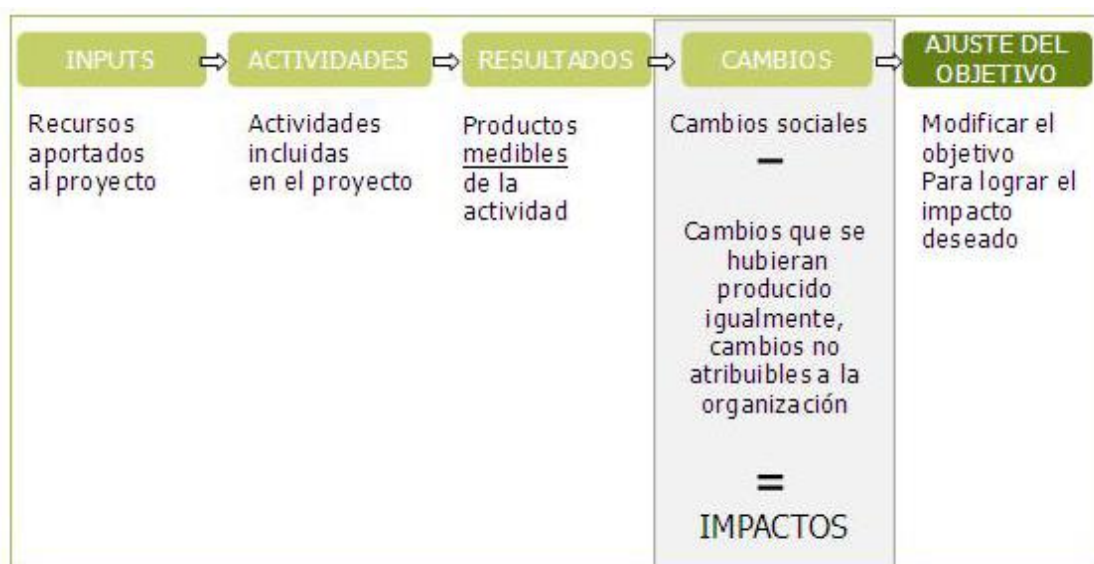 INPUTS
ACTIVIDADES
RESULTADOS
CAMBIOS
AJUSTE DEL
OBJETIVO
Recursos
aportados
al proyecto
Actividades
incluidas
en el proyecto
Productos
medibles
de la
actividad
Cambios sociales
–
Cambios que se
hubieran
producido
igualmente,
cambios no
atribuibles a la
organización
=
IMPACTOS
Modificar el
objetivo
Para lograr el
impacto
deseado